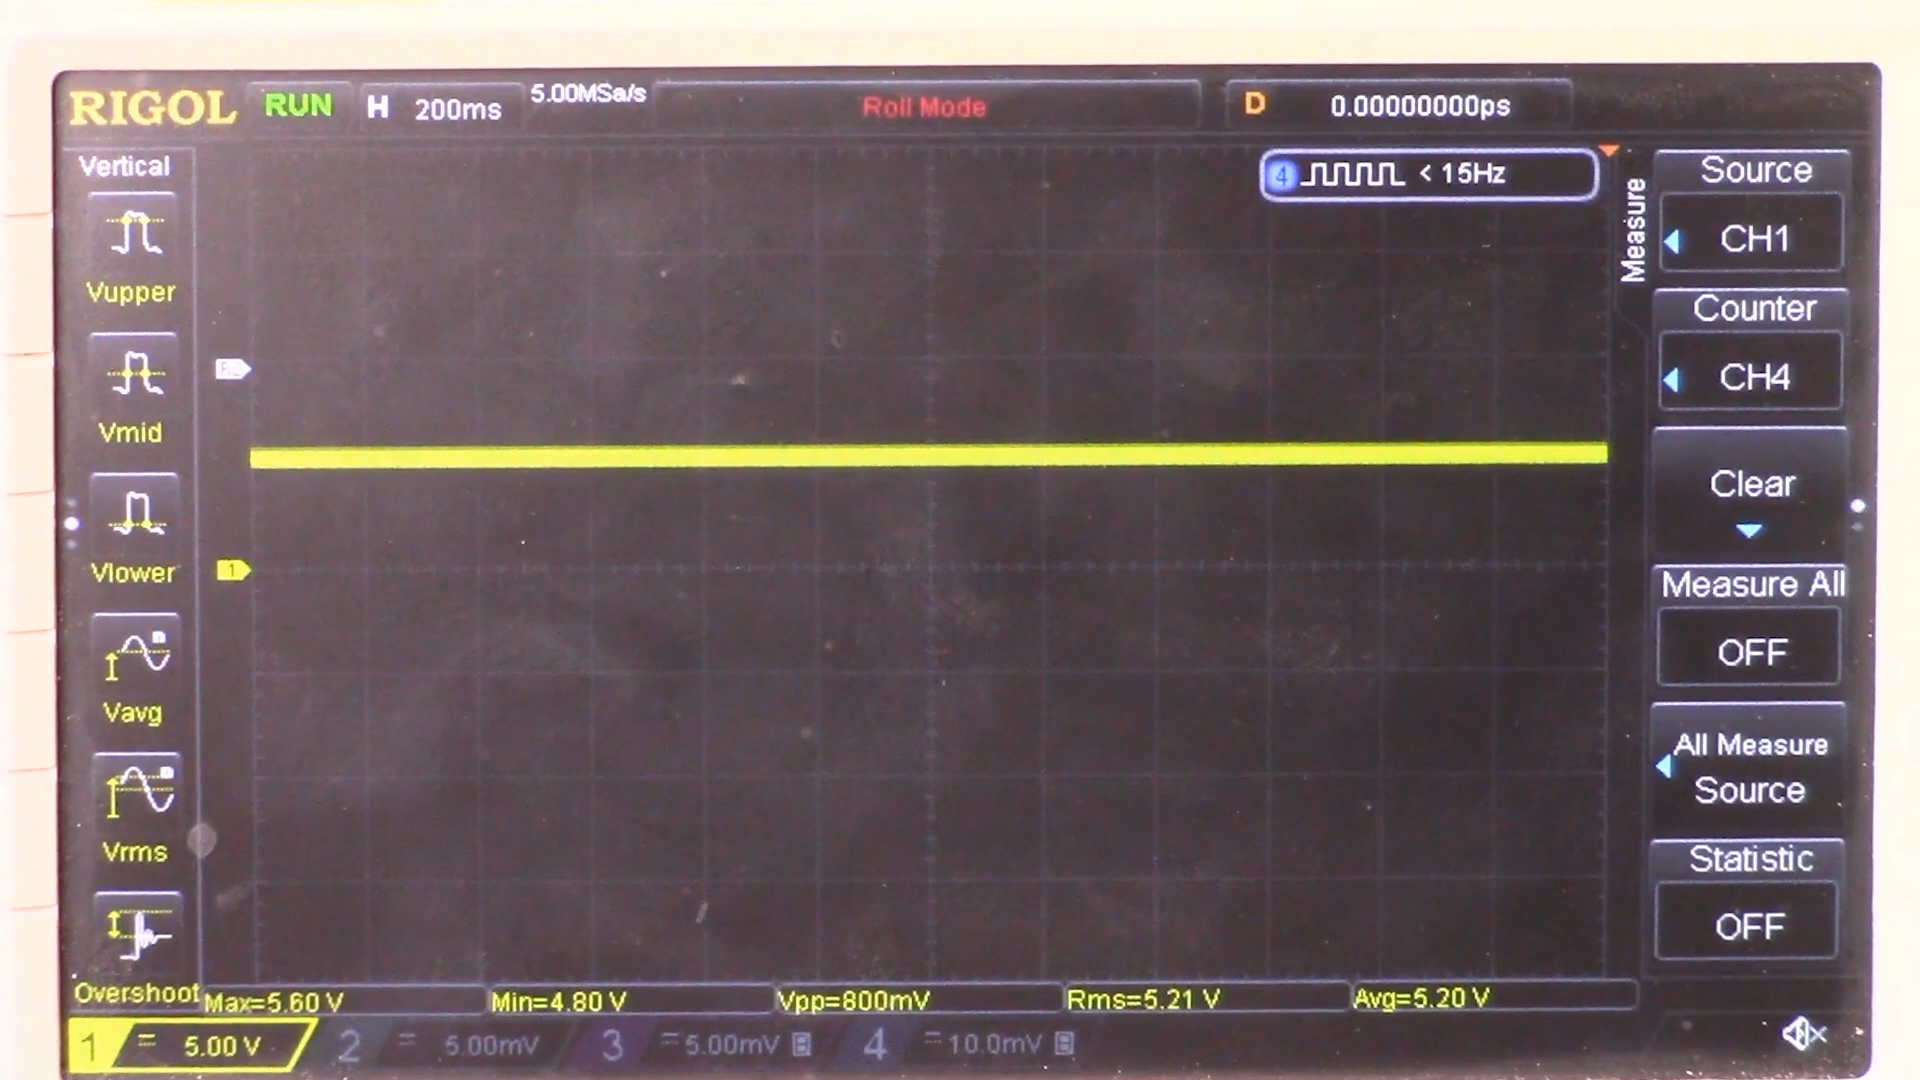 RIGOL RUN H 200ms 5.00MSa/s Roll Mode D 0.00000000ps
Vertical
Vupper
Vmid
Vlower
Vavg
Vrms
Overshoot
4 < 15Hz
1
Measure
Source
CH1
Counter
CH4
Clear
Measure All
OFF
All Measure
Source
Statistic
OFF
Max=5.60 V Min=4.80 V Vpp=800mV Rms=5.21 V Avg=5.20 V
1 5.00 V 2 5.00mV 3 5.00mV B 4 10.0mV B